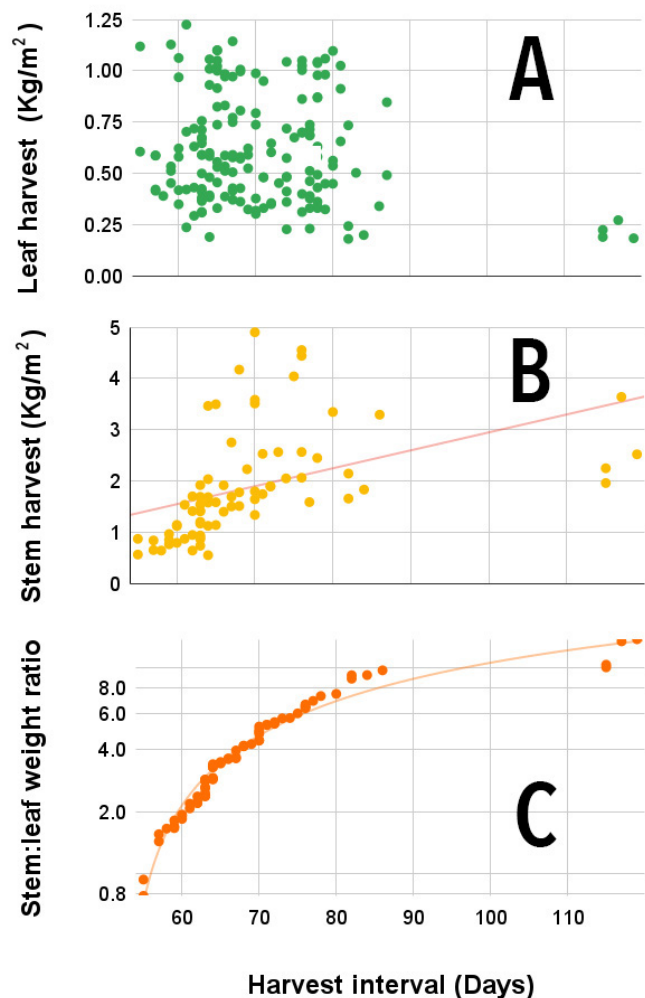 Leaf harvest (Kg/m²)
1.25
1.00
0.75
0.50
0.25
0.00
A
Stem harvest (Kg/m²)
5
4
3
2
1
0
B
Stem:leaf weight ratio
8.0
6.0
4.0
2.0
0.8
C
60 70 80 90 100 110
Harvest interval (Days)